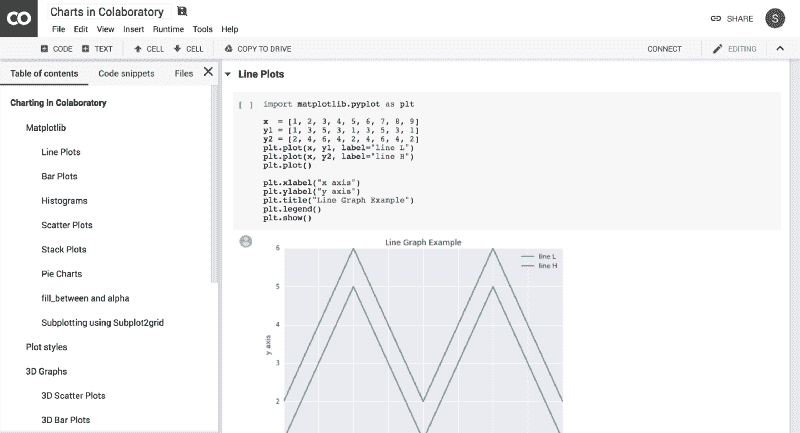 CO
Charts in Colaboratory
File Edit View Insert Runtime Tools Help
SHARE
S
CODE TEXT CELL CELL COPY TO DRIVE
CONNECT
EDITING
Table of contents Code snippets Files
Charting in Colaboratory
Matplotlib
Line Plots
Bar Plots
Histograms
Scatter Plots
Stack Plots
Pie Charts
fill_between and alpha
Subplotting using Subplot2grid
Plot styles
3D Graphs
3D Scatter Plots
3D Bar Plots
Line Plots
[ ] import matplotlib.pyplot as plt
x = [1, 2, 3, 4, 5, 6, 7, 8, 9]
y1 = [1, 3, 5, 3, 1, 3, 5, 3, 1]
y2 = [2, 4, 6, 4, 2, 4, 6, 4, 2]
plt.plot(x, y1, label="line L")
plt.plot(x, y2, label="line H")
plt.plot()
plt.xlabel("x axis")
plt.ylabel("y axis")
plt.title("Line Graph Example")
plt.legend()
plt.show()
Line Graph Example
line L
line H
6
5
4
3
2
y axis